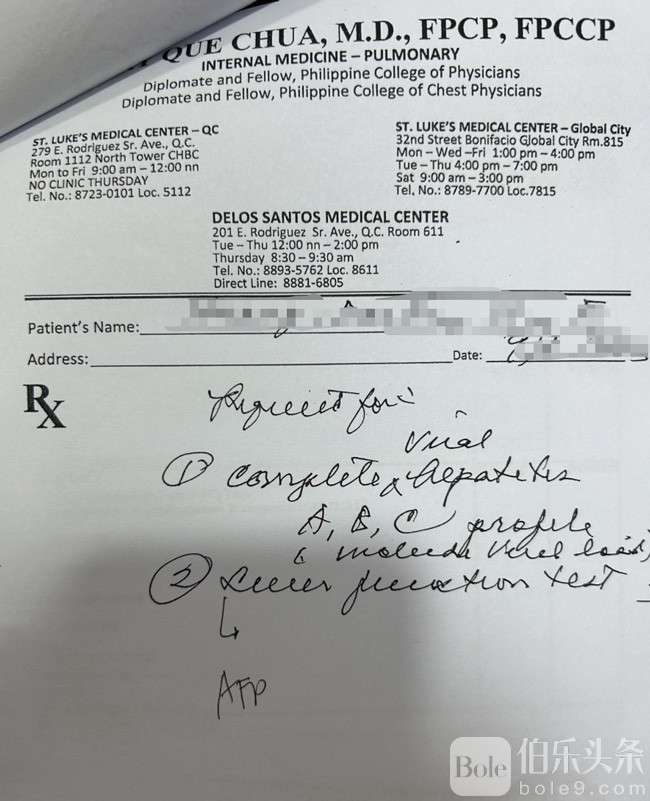 QUE CHUA, M.D., FPCP, FPCCP
INTERNAL MEDICINE – PULMONARY
Diplomate and Fellow, Philippine College of Physicians
Diplomate and Fellow, Philippine College of Chest Physicians
ST. LUKE'S MEDICAL CENTER – QC
279 E. Rodriguez Sr. Ave., Q.C.
Room 1112 North Tower CHBC
Mon to Fri 9:00 am – 12:00 nn
NO CLINIC THURSDAY
Tel. No.: 8723-0101 Loc. 5112
ST. LUKE'S MEDICAL CENTER – Global City
32nd Street Bonifacio Global City Rm.815
Mon – Wed –Fri 1:00 pm – 4:00 pm
Tue – Thu 4:00 pm – 7:00 pm
Sat 9:00 am – 3:00 pm
Tel. No.: 8789-7700 Loc.7815
DELOS SANTOS MEDICAL CENTER
201 E. Rodriguez Sr. Ave., Q.C. Room 611
Tue – Thu 12:00 nn – 2:00 pm
Thursday 8:30 – 9:30 am
Tel. No.: 8893-5762 Loc. 8611
Direct Line: 8881-6805
Patient's Name:
Address: Date:
Rx
Request for:
Viral
① Complete hepatitis
A, B, C profile
( include viral load)
② Liver function test
↳
AFP
Bole 伯乐头条
bole9.com